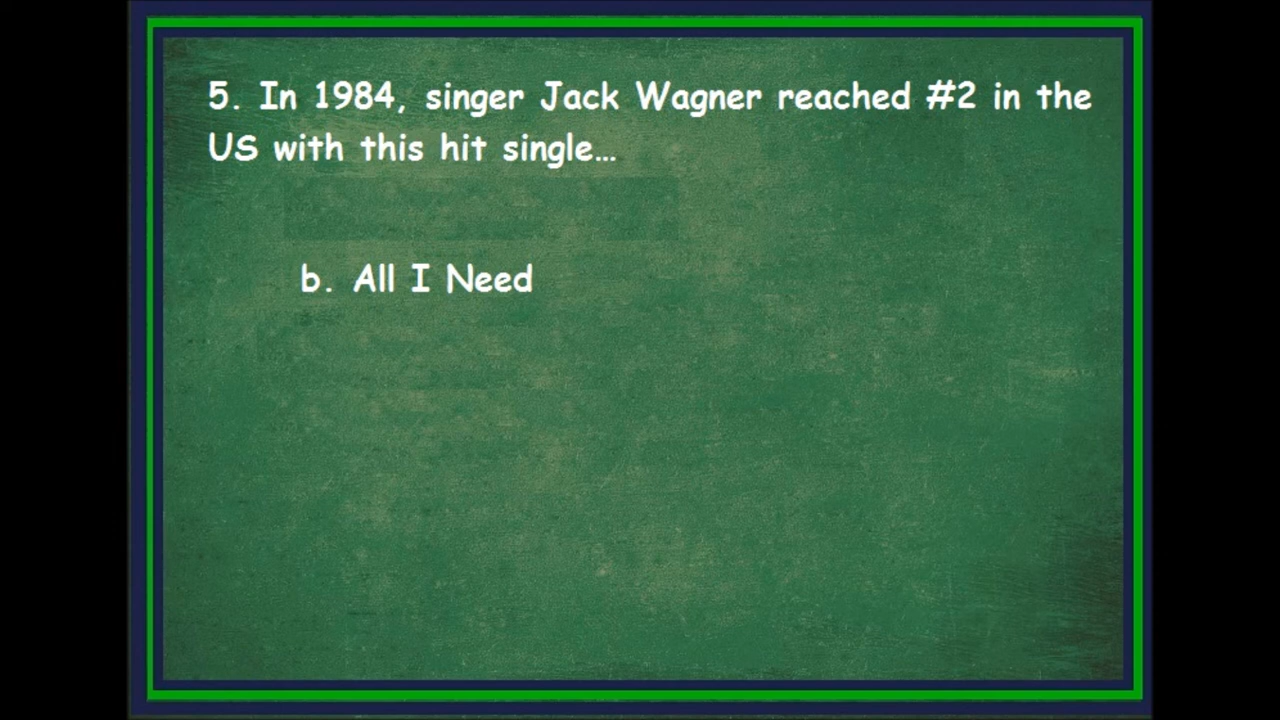 5. In 1984, singer Jack Wagner reached #2 in the
US with this hit single...
b. All I Need